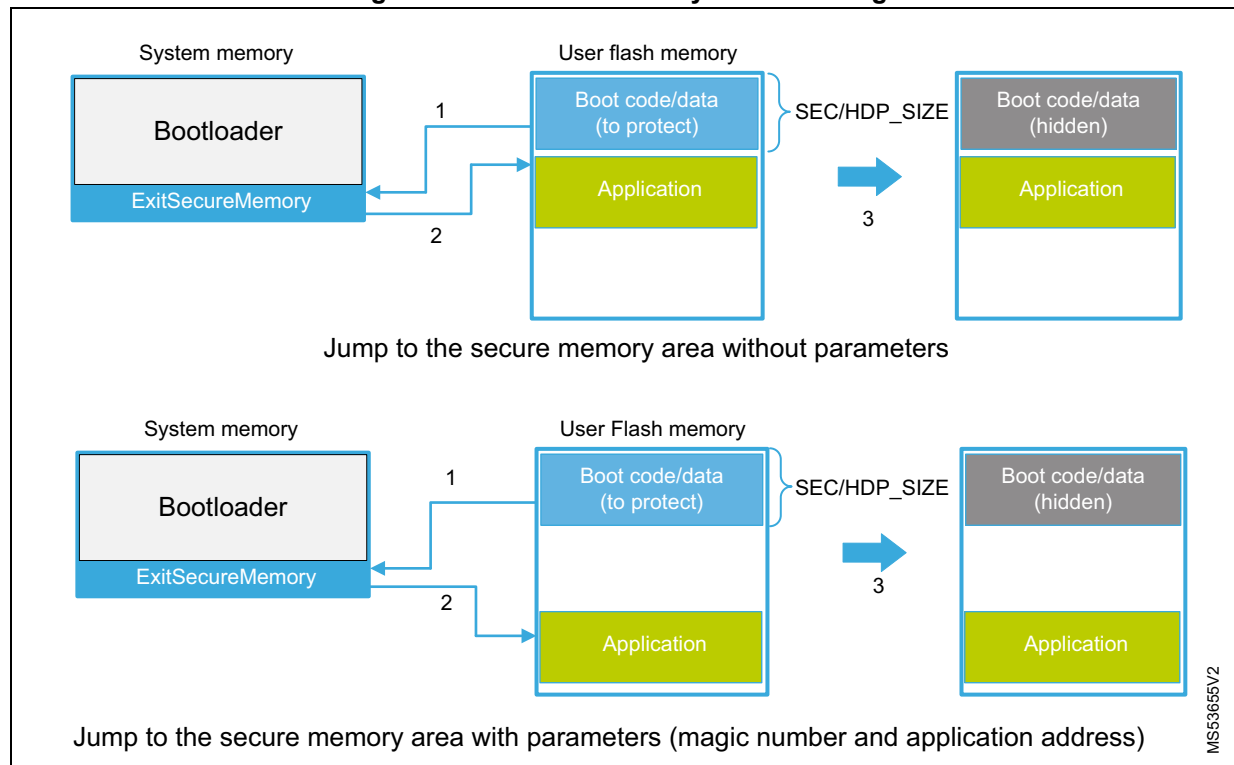 System memory
User flash memory
Bootloader
ExitSecureMemory
1
2
Boot code/data
(to protect)
SEC/HDP_SIZE
Application
3
Boot code/data
(hidden)
Application
Jump to the secure memory area without parameters
System memory
User Flash memory
Bootloader
ExitSecureMemory
1
2
Boot code/data
(to protect)
SEC/HDP_SIZE
Application
3
Boot code/data
(hidden)
Application
Jump to the secure memory area with parameters (magic number and application address)
MS53655V2